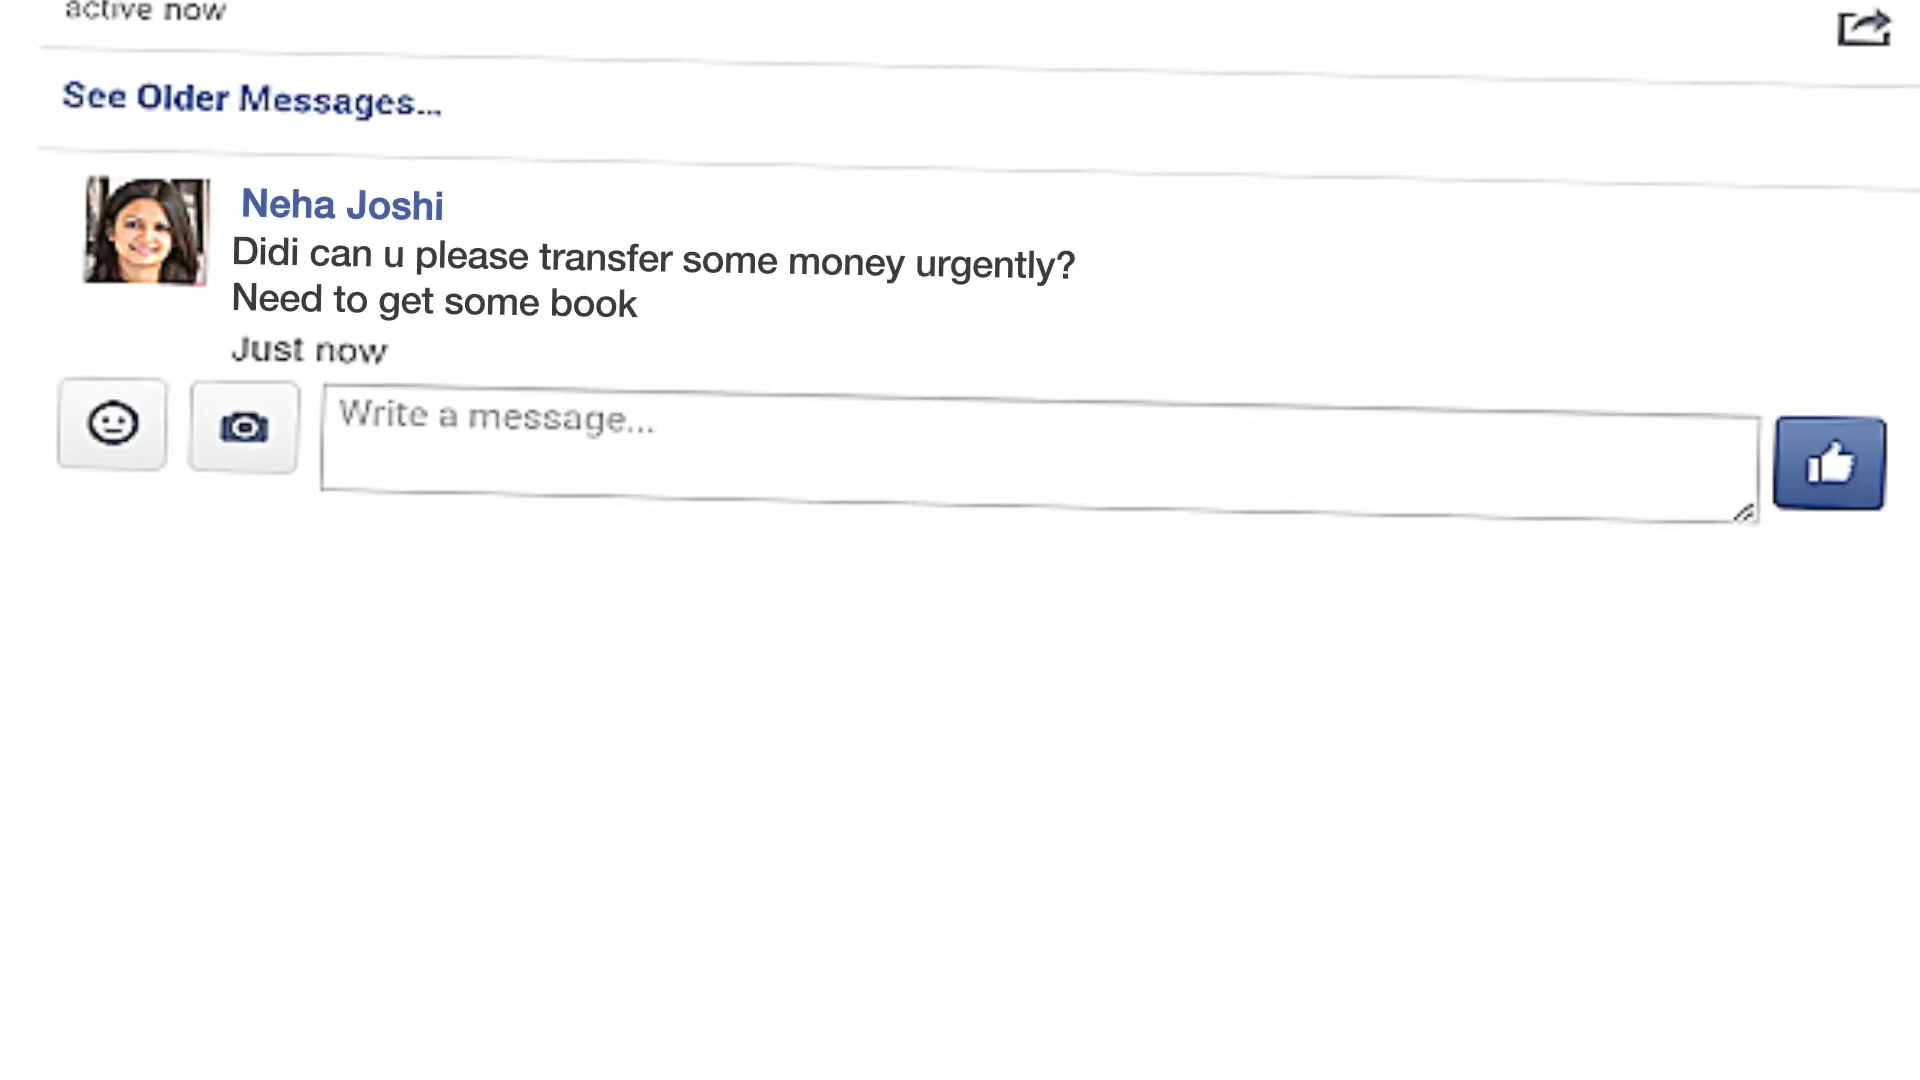 active now
See Older Messages...
Neha Joshi
Didi can u please transfer some money urgently?
Need to get some book
Just now
Write a message...